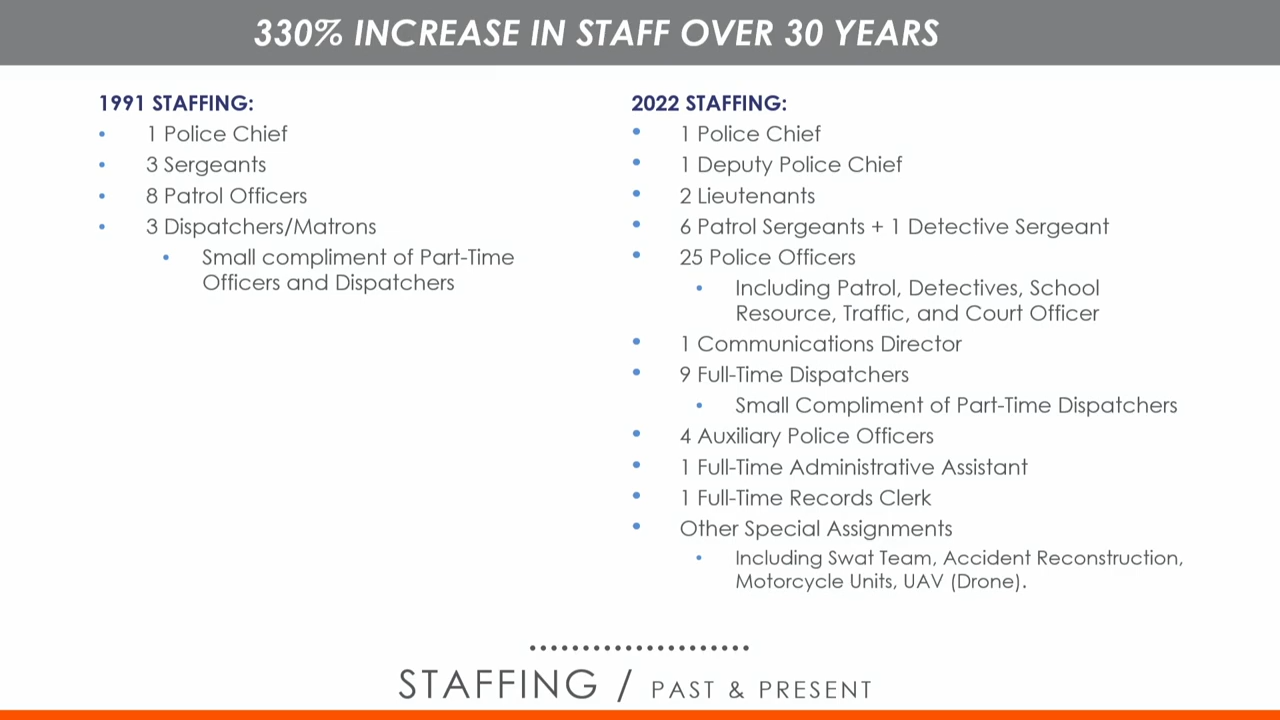 330% INCREASE IN STAFF OVER 30 YEARS
1991 STAFFING:
• 1 Police Chief
• 3 Sergeants
• 8 Patrol Officers
• 3 Dispatchers/Matrons
• Small compliment of Part-Time
Officers and Dispatchers
2022 STAFFING:
• 1 Police Chief
• 1 Deputy Police Chief
• 2 Lieutenants
• 6 Patrol Sergeants + 1 Detective Sergeant
• 25 Police Officers
• Including Patrol, Detectives, School
Resource, Traffic, and Court Officer
• 1 Communications Director
• 9 Full-Time Dispatchers
• Small Compliment of Part-Time Dispatchers
• 4 Auxiliary Police Officers
• 1 Full-Time Administrative Assistant
• 1 Full-Time Records Clerk
• Other Special Assignments
• Including Swat Team, Accident Reconstruction,
Motorcycle Units, UAV (Drone).
STAFFING / PAST & PRESENT